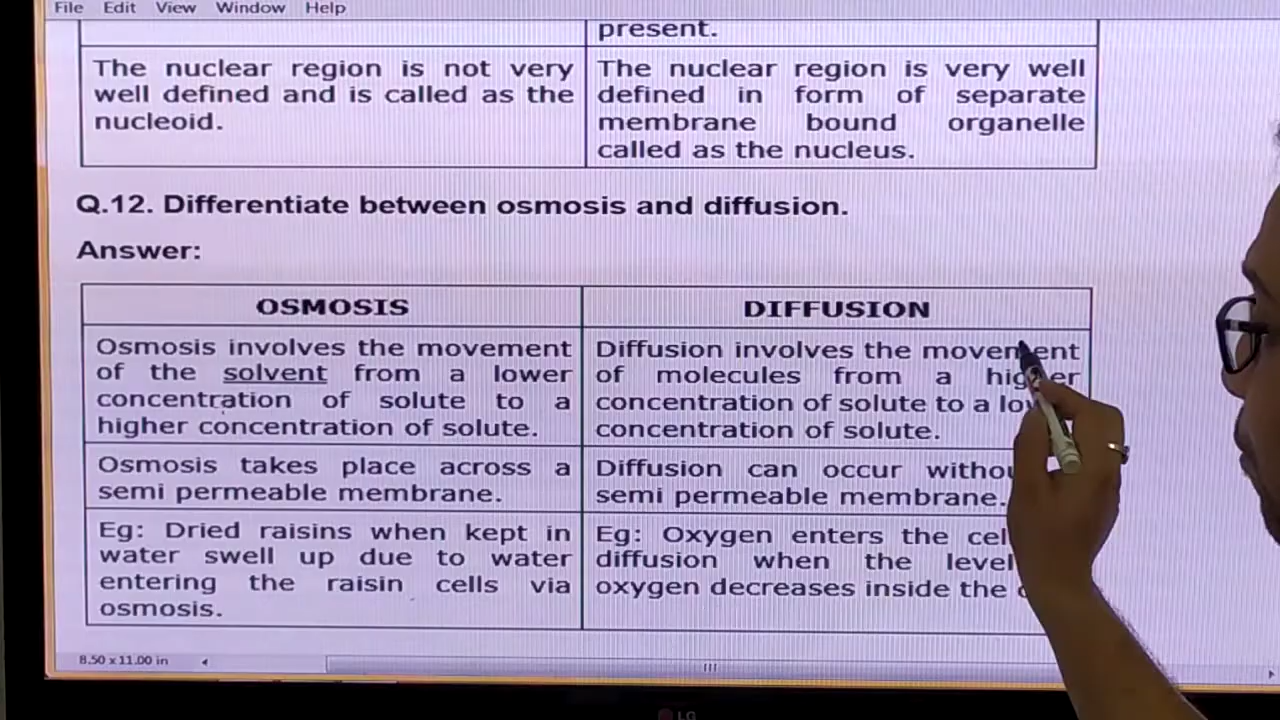 File Edit View Window Help
present.
The nuclear region is not very
well defined and is called as the
nucleoid.
The nuclear region is very well
defined in form of separate
membrane bound organelle
called as the nucleus.
Q.12. Differentiate between osmosis and diffusion.
Answer:
OSMOSIS
DIFFUSION
Osmosis involves the movement
of the solvent from a lower
concentration of solute to a
higher concentration of solute.
Diffusion involves the movement
of molecules from a higher
concentration of solute to a
concentration of solute.
Osmosis takes place across a
semi permeable membrane.
Diffusion can occur
semi permeable membrane.
Eg: Dried raisins when kept in
water swell up due to water
entering the raisin cells via
osmosis.
Eg: Oxygen enters the
diffusion when the level
oxygen decreases inside the
8.50 x 11.00 in
LG